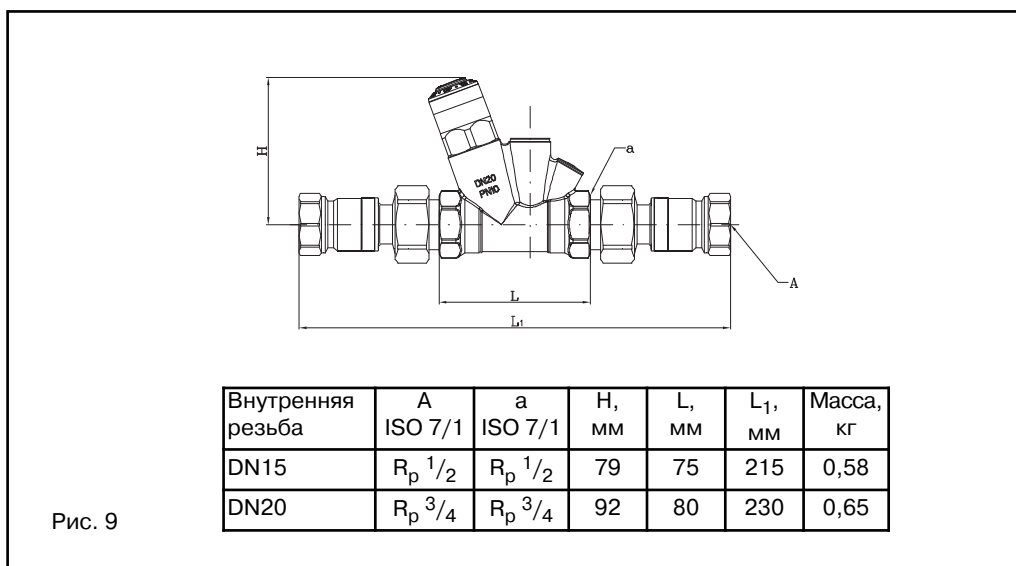 H
DN20
PN10
a
A
L
L₁
Внутренняя резьба | A ISO 7/1 | a ISO 7/1 | H, мм | L, мм | L₁, мм | Масса, кг
DN15 | Rₚ 1/2 | Rₚ 1/2 | 79 | 75 | 215 | 0,58
DN20 | Rₚ 3/4 | Rₚ 3/4 | 92 | 80 | 230 | 0,65
Рис. 9